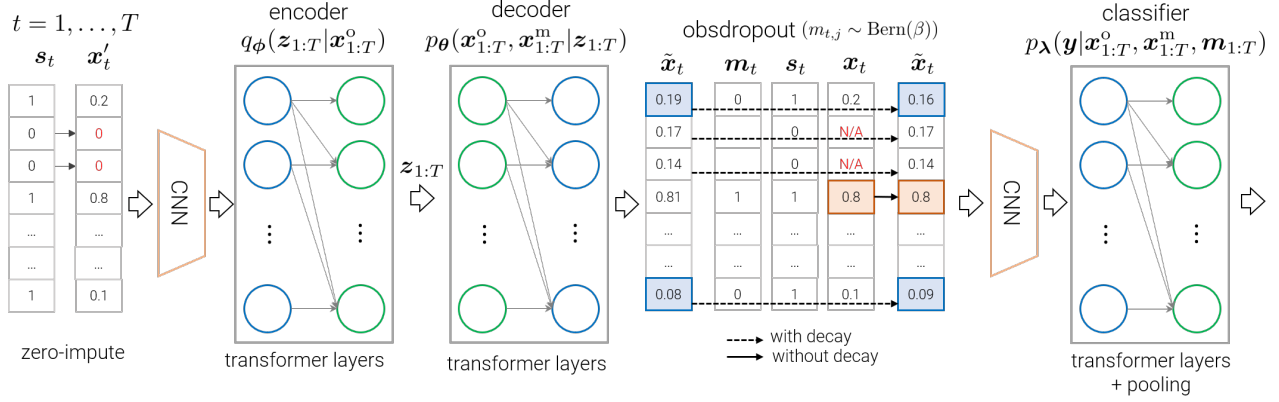 t = 1, . . . , T
s_t x′_t
1 0.2
0 0
0 0
1 0.8
... ...
... ...
1 0.1
zero-impute
CNN
encoder
q_ϕ(z_{1:T}|x^o_{1:T})
⋮ ⋮
transformer layers
z_{1:T}
decoder
p_θ(x^o_{1:T}, x^m_{1:T}|z_{1:T})
⋮ ⋮
transformer layers
obsdropout (m_{t,j} ∼ Bern(β))
x̃_t m_t s_t x_t x̃_t
0.19 0 1 0.2 0.16
0.17 0 N/A 0.17
0.14 0 N/A 0.14
0.81 1 1 0.8 0.8
... ... ... ... ...
... ... ... ... ...
0.08 0 1 0.1 0.09
with decay
without decay
CNN
classifier
p_λ(y|x^o_{1:T}, x^m_{1:T}, m_{1:T})
⋮ ⋮
transformer layers
+ pooling